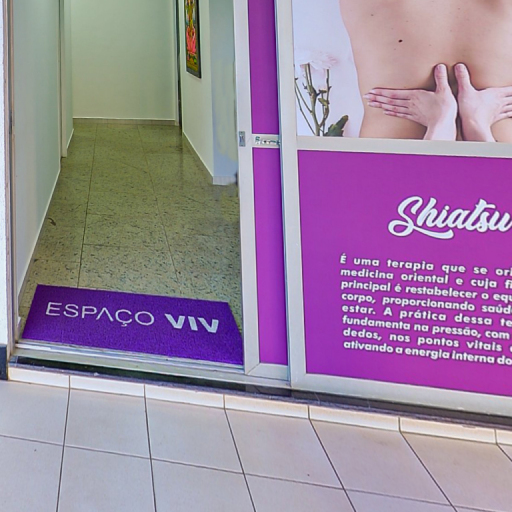 ESPAÇO VIV
Shiatsu
É uma terapia que se
medicina oriental e cuja
principal é restabelecer o
corpo, proporcionando
estar. A prática dessa
fundamenta na pressão, com
dedos, nos pontos vitais
ativando a energia interna do